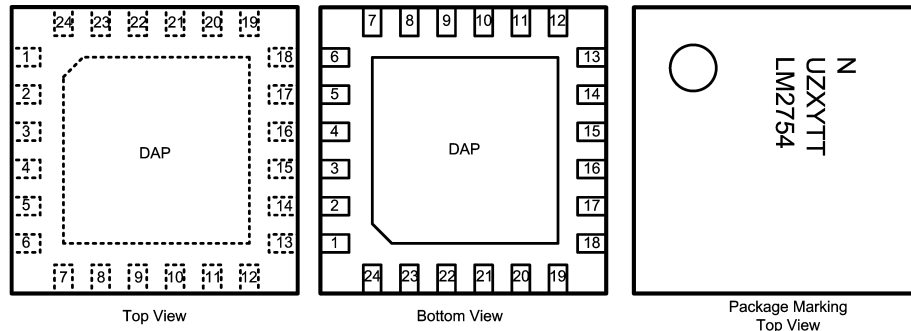 24 23 22 21 20 19
1 18
2 17
3 16
4 DAP 15
5 14
6 13
7 8 9 10 11 12
Top View
7 8 9 10 11 12
6 13
5 14
4 15
3 DAP 16
2 17
1 18
24 23 22 21 20 19
Bottom View
N
UZXYTT
LM2754
Package Marking
Top View